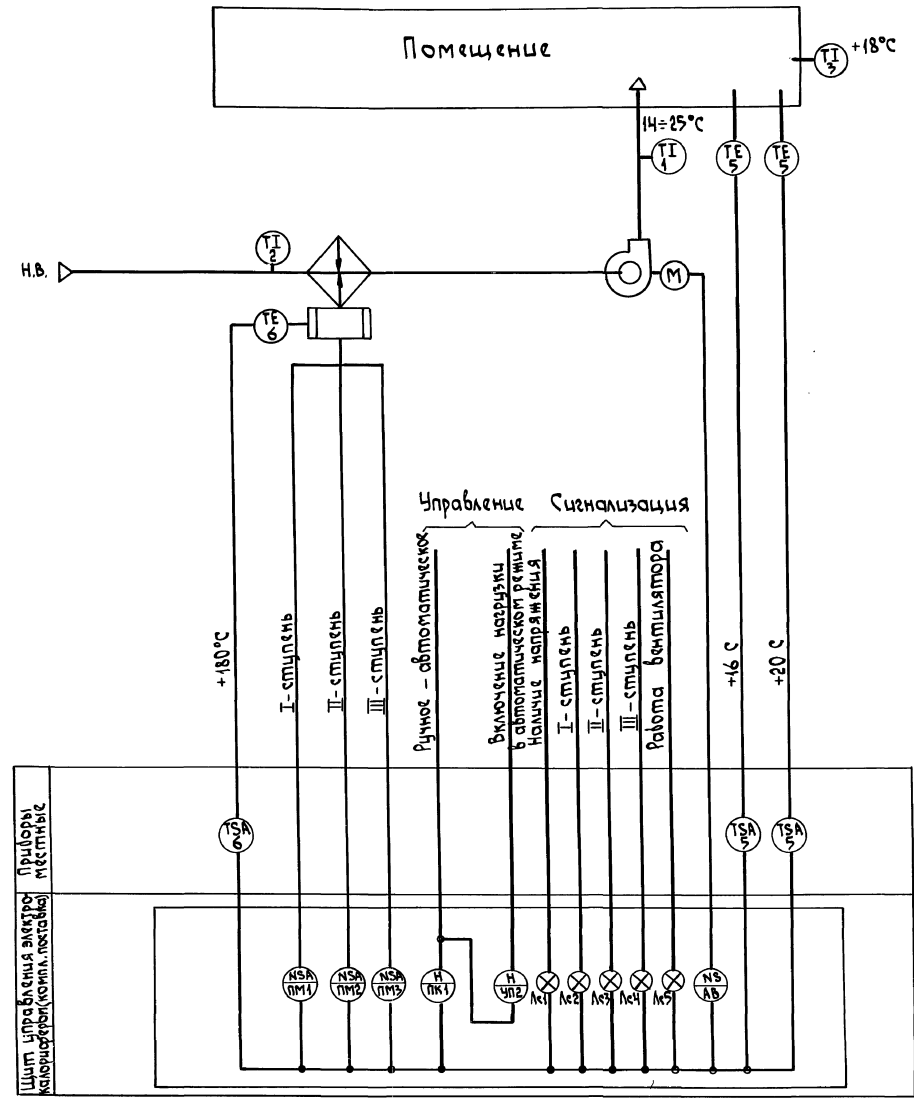 Помещение
TI
3
+18°C
14÷25°C
TI
1
TE
5
TE
5
Н.В.
TI
2
M
TE
6
Управление
Сигнализация
+180°C
I-ступень
II-ступень
III-ступень
Ручное - автоматическое
Включение нагрузки
в автоматическом режиме
Наличие напряжения
I-ступень
II-ступень
III-ступень
Работа вентилятора
+16 C
+20 C
Приборы
местные
TSA
6
TSA
5
TSA
5
Щит управления электро-
калорифером(компл. поставка)
NSA
ПМ1
NSA
ПМ2
NSA
ПМ3
H
ПК1
H
УП2
Лс1
Лс2
Лс3
Лс4
Лс5
NS
АВ